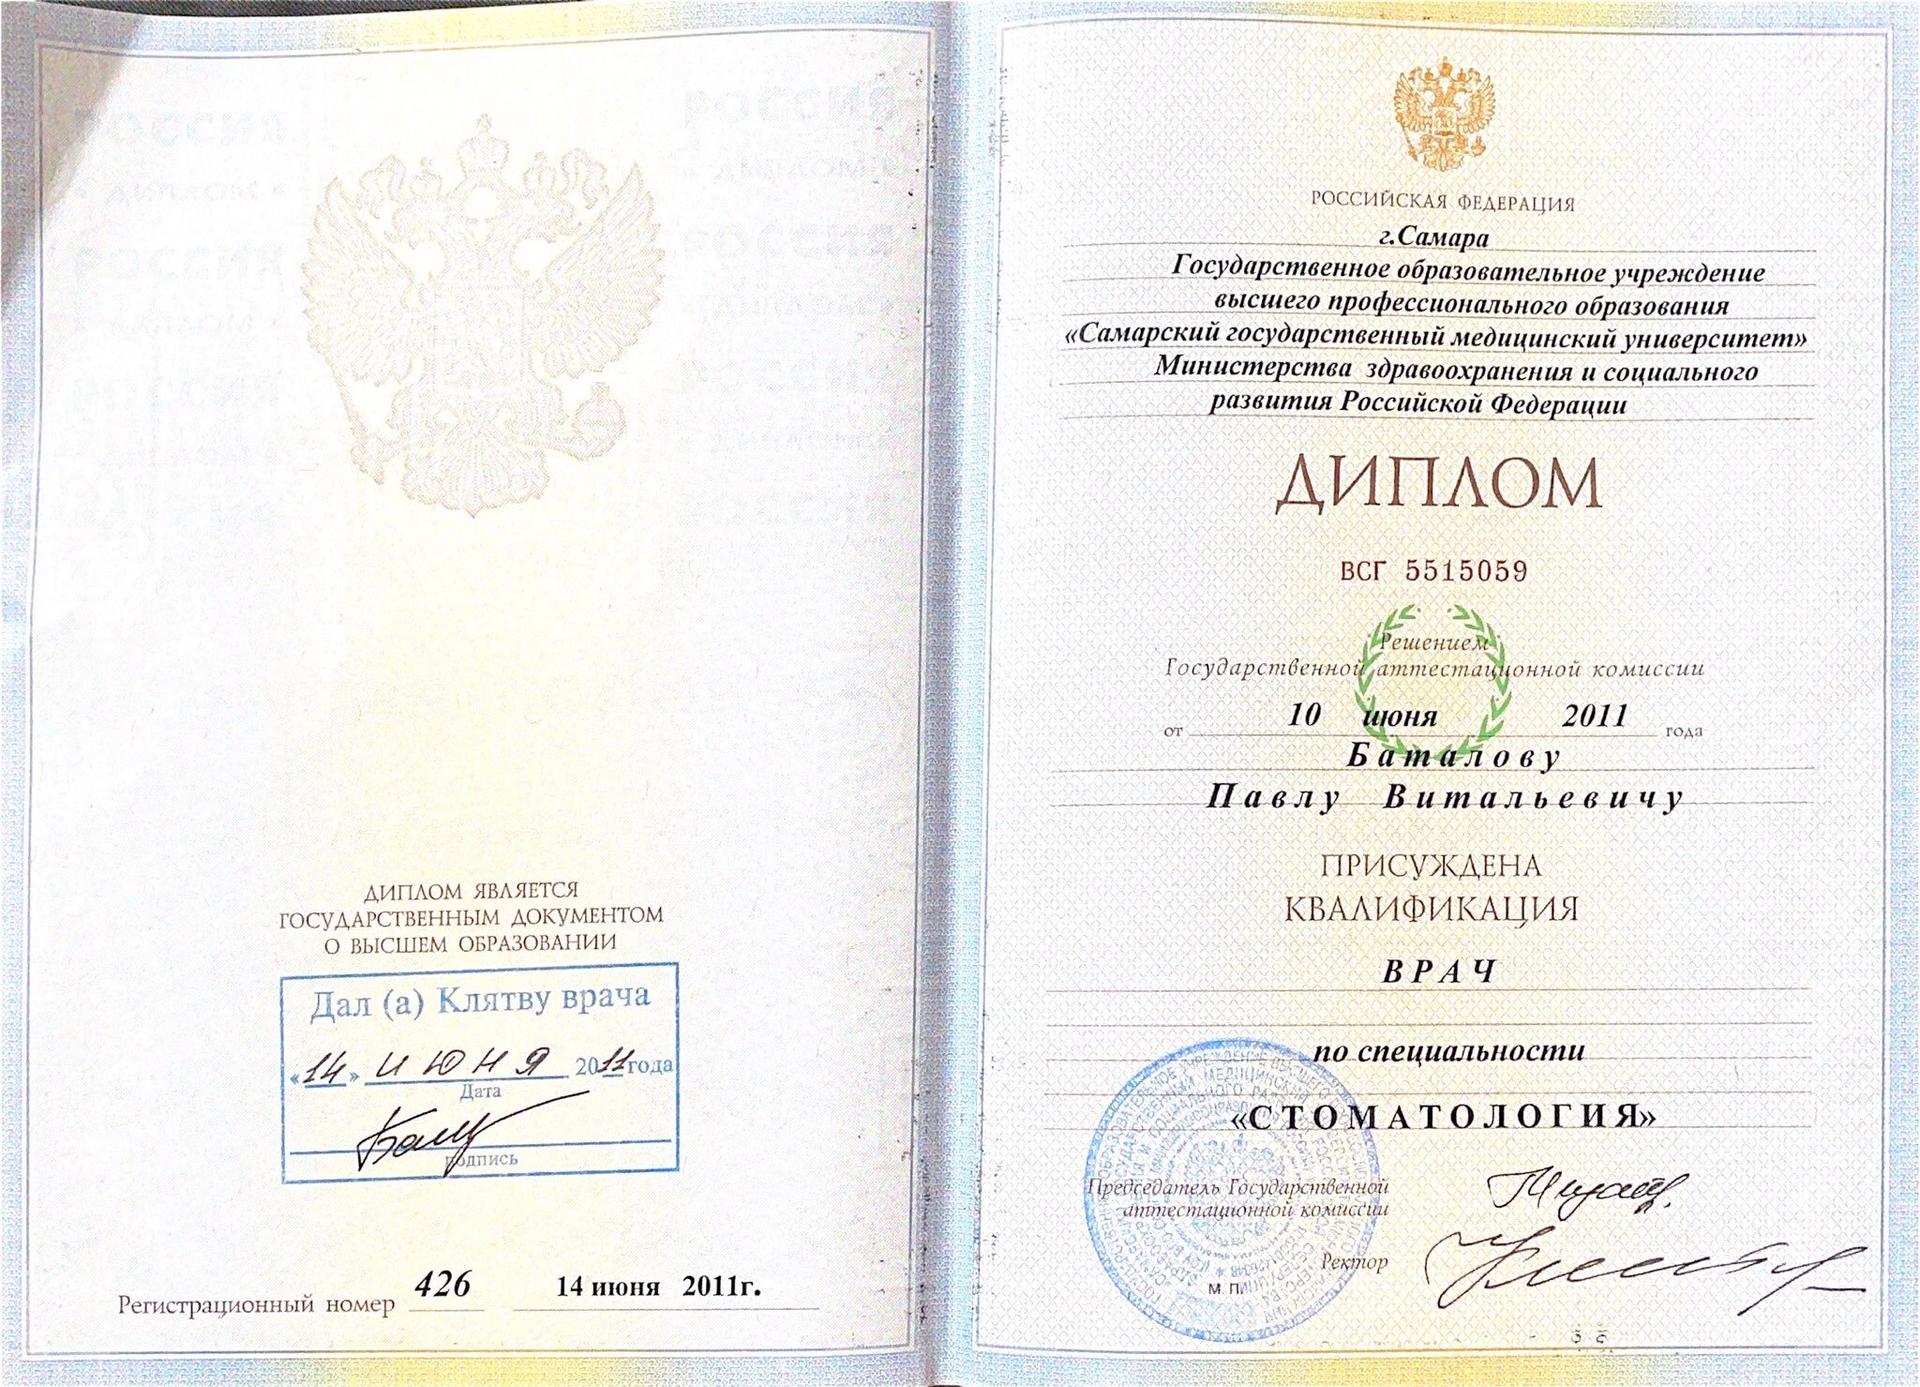 ДИПЛОМ ЯВЛЯЕТСЯ
ГОСУДАРСТВЕННЫМ ДОКУМЕНТОМ
О ВЫСШЕМ ОБРАЗОВАНИИ
Дал (а) Клятву врача
«14» ИЮНЯ 2011 года
Дата
подпись
Регистрационный номер 426 14 июня 2011г.
РОССИЙСКАЯ ФЕДЕРАЦИЯ
г.Самара
Государственное образовательное учреждение
высшего профессионального образования
«Самарский государственный медицинский университет»
Министерства здравоохранения и социального
развития Российской Федерации
ДИПЛОМ
ВСГ 5515059
Решением
Государственной аттестационной комиссии
от 10 июня 2011 года
Баталову
Павлу Витальевичу
ПРИСУЖДЕНА
КВАЛИФИКАЦИЯ
ВРАЧ
по специальности
«СТОМАТОЛОГИЯ»
Председатель Государственной
аттестационной комиссии
Ректор
М. П.